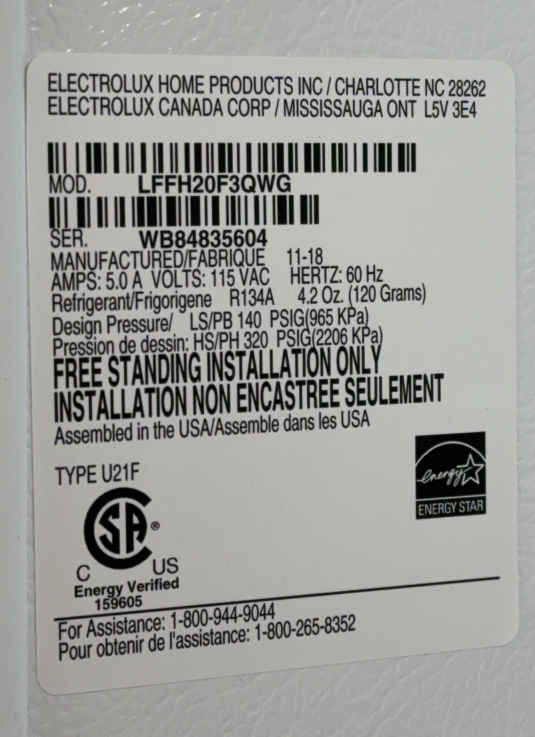 ELECTROLUX HOME PRODUCTS INC / CHARLOTTE NC 28262
ELECTROLUX CANADA CORP / MISSISSAUGA ONT L5V 3E4
MOD. LFFH20F3QWG
SER. WB84835604
MANUFACTURED/FABRIQUE 11-18
AMPS: 5.0 A VOLTS: 115 VAC HERTZ: 60 Hz
Refrigerant/Frigorigene R134A 4.2 Oz. (120 Grams)
Design Pressure/ LS/PB 140 PSIG(965 KPa)
Pression de dessin: HS/PH 320 PSIG(2206 KPa)
FREE STANDING INSTALLATION ONLY
INSTALLATION NON ENCASTREE SEULEMENT
Assembled in the USA/Assemble dans les USA
TYPE U21F
energy
ENERGY STAR
SA ®
C US
Energy Verified
159605
For Assistance: 1-800-944-9044
Pour obtenir de l'assistance: 1-800-265-8352